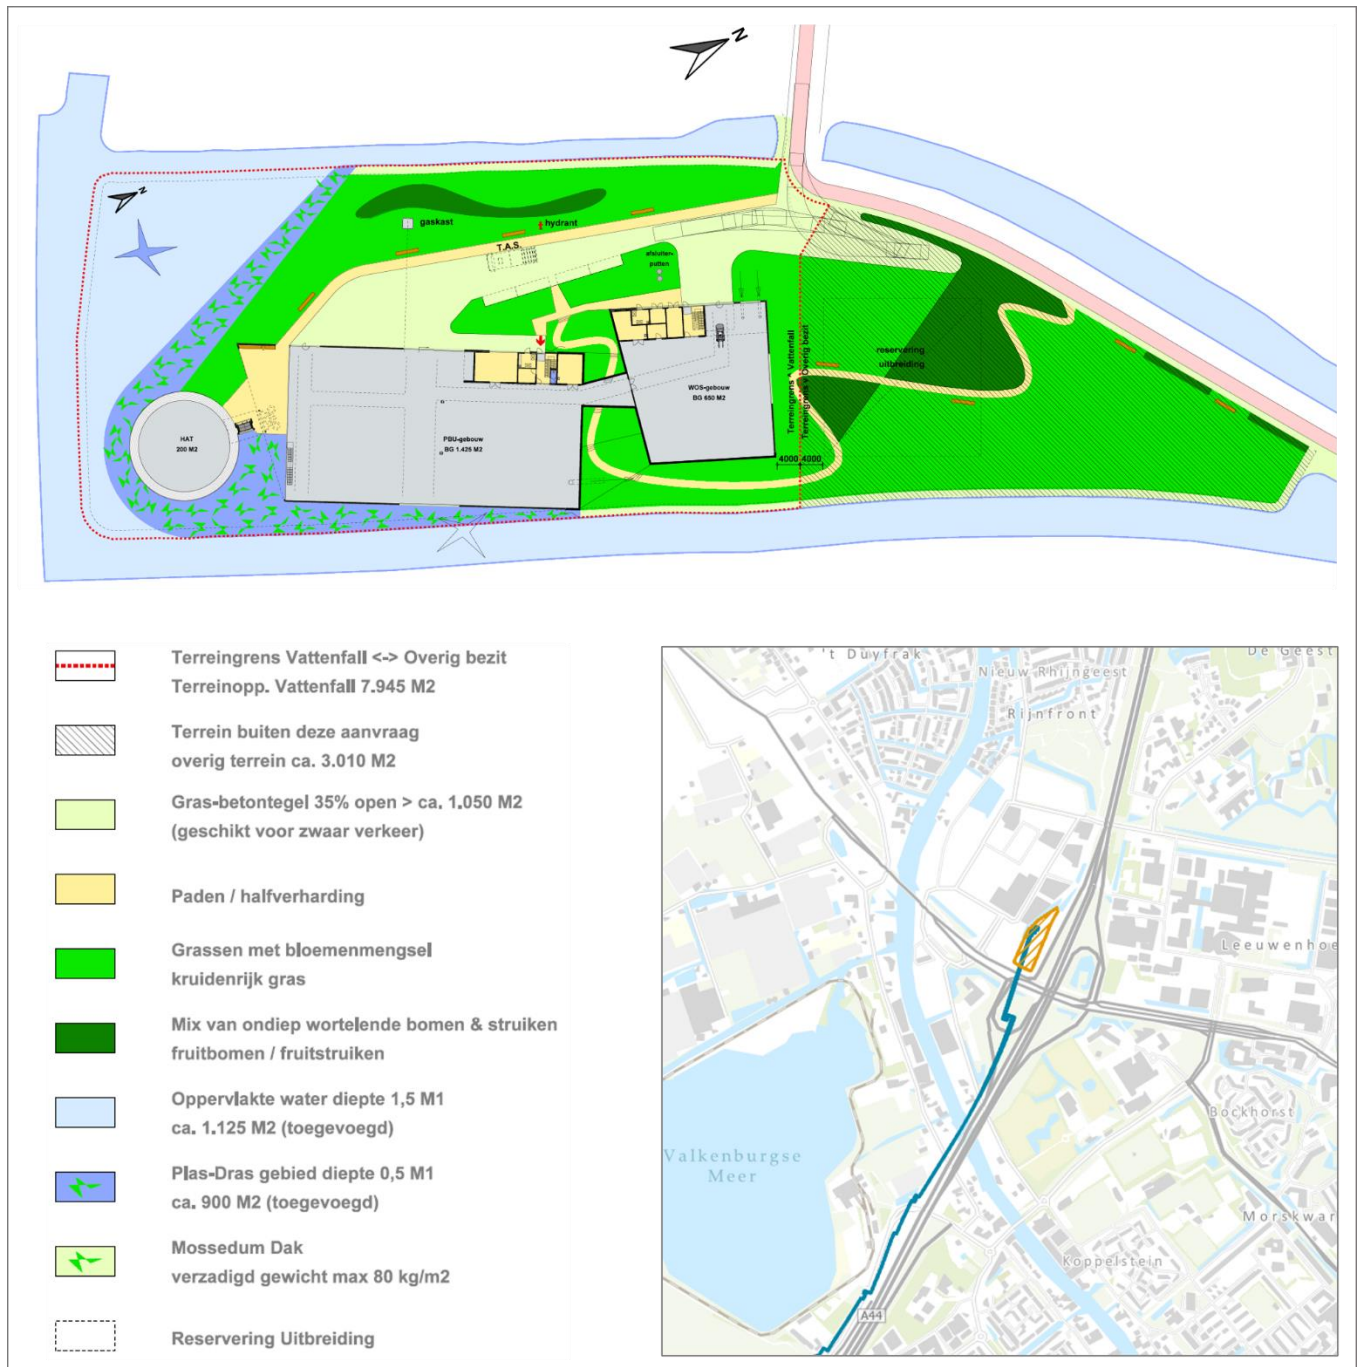 N
N
gaskast
hydrant
T.A.S.
afsluiter-
putten
reservering
uitbreiding
Terreingrens ^ Vattenfall
Terreingrens v Overig bezit
WOS-gebouw
BG 650 M2
HAT
200 M2
PBU-gebouw
BG 1.425 M2
4000 4000
Terreingrens Vattenfall <-> Overig bezit
Terreinopp. Vattenfall 7.945 M2
Terrein buiten deze aanvraag
overig terrein ca. 3.010 M2
Gras-betontegel 35% open > ca. 1.050 M2
(geschikt voor zwaar verkeer)
Paden / halfverharding
Grassen met bloemenmengsel
kruidenrijk gras
Mix van ondiep wortelende bomen & struiken
fruitbomen / fruitstruiken
Oppervlakte water diepte 1,5 M1
ca. 1.125 M2 (toegevoegd)
Plas-Dras gebied diepte 0,5 M1
ca. 900 M2 (toegevoegd)
Mossedum Dak
verzadigd gewicht max 80 kg/m2
Reservering Uitbreiding
't Duyfrak
De Geest
Nieuw Rhijngeest
Rijnfront
Leeuwenhoe
Bockhorst
Valkenburgse
Meer
Morskwar
Koppelstein
A44